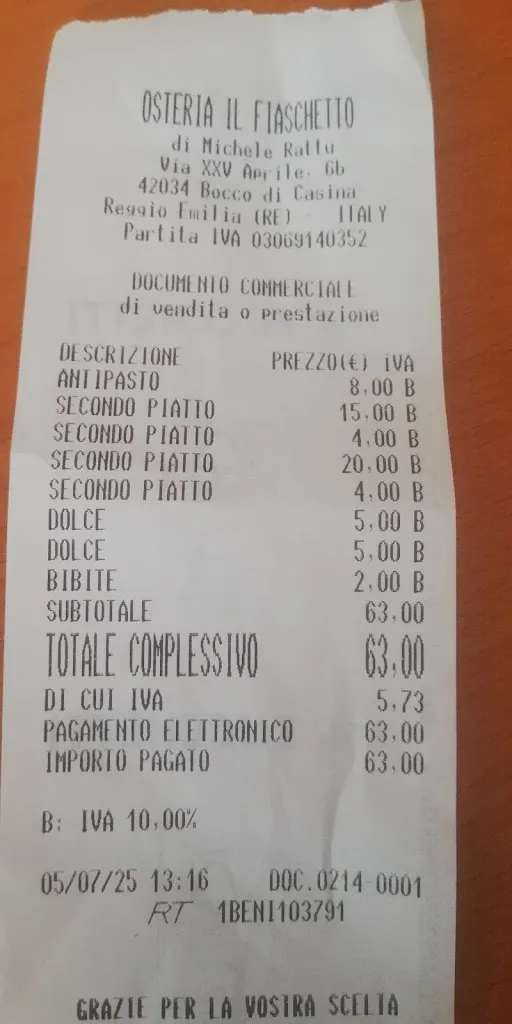 OSTERIA IL FIASCHETTO
di Michele Rattu
Via XXV Aprile, 6b
42034 Bocco di Casina
Reggio Emilia (RE) - ITALY
Partita IVA 03069140352
DOCUMENTO COMMERCIALE
di vendita o prestazione
DESCRIZIONE PREZZO(€) iVA
ANTIPASTO 8,00 B
SECONDO PIATTO 15,00 B
SECONDO PIATTO 4,00 B
SECONDO PIATTO 20,00 B
SECONDO PIATTO 4,00 B
DOLCE 5,00 B
DOLCE 5,00 B
BIBITE 2,00 B
SUBTOTALE 63,00
TOTALE COMPLESSIVO 63,00
DI CUI IVA 5,73
PAGAMENTO ELETTRONICO 63,00
IMPORTO PAGATO 63,00
B: IVA 10,00%
05/07/25 13:16 DOC.0214-0001
RT 1BENI103791
GRAZIE PER LA VOSTRA SCELTA